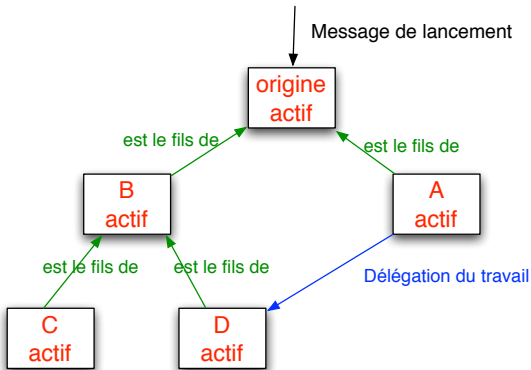 Message de lancement
origine
actif
est le fils de
est le fils de
B
actif
A
actif
est le fils de
est le fils de
Délégation du travail
C
actif
D
actif